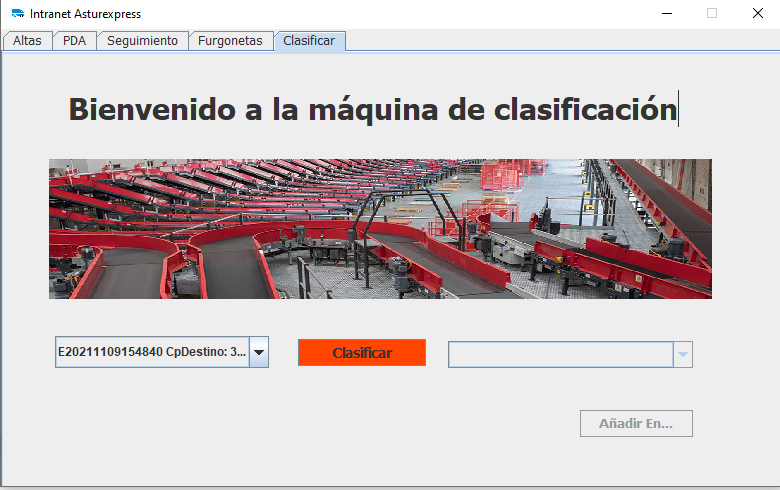 Intranet Asturexpress
Altas PDA Seguimiento Furgonetas Clasificar
Bienvenido a la máquina de clasificación
E20211109154840 CpDestino: 3... Clasificar
Añadir En...